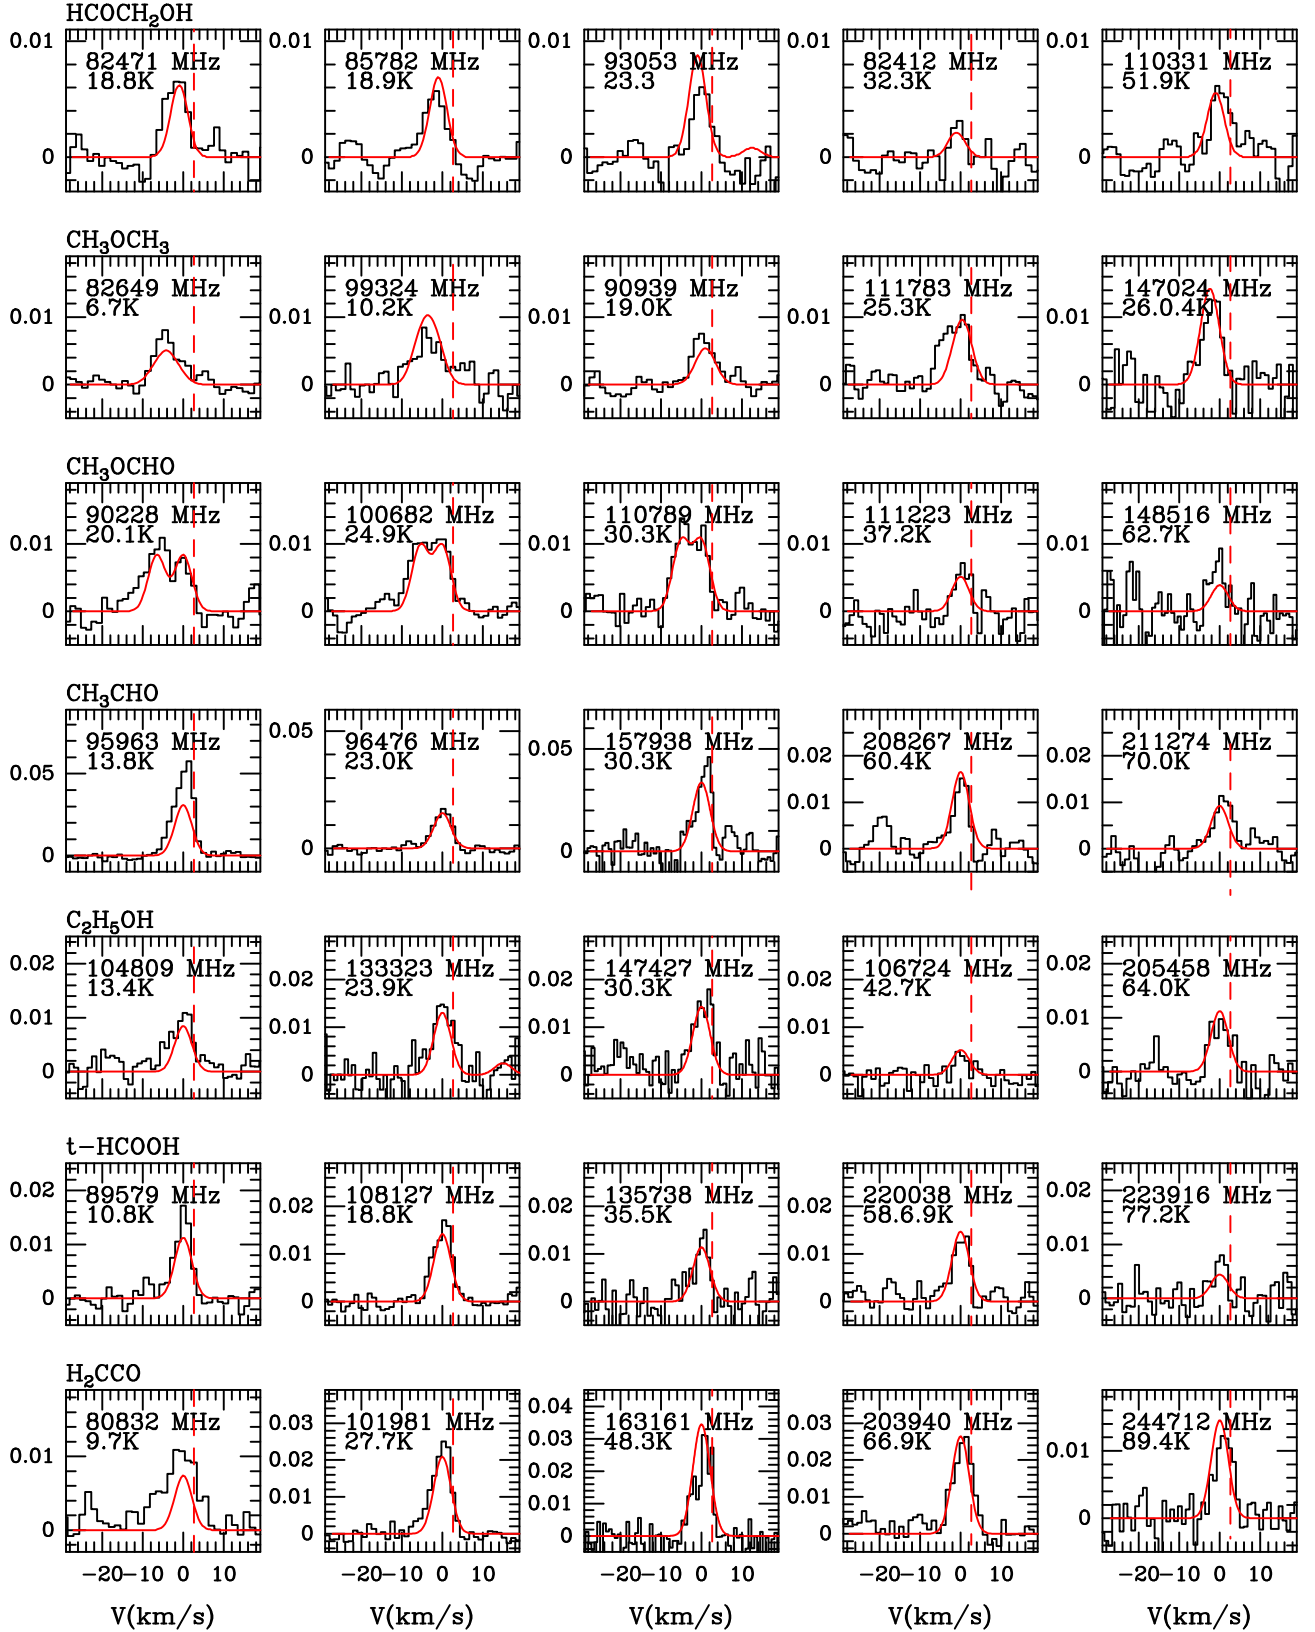 HCOCH2OH
0.01
0
82471 MHz
18.8K
85782 MHz
18.9K
0.01
0
93053 MHz
23.3
0.01
0
82412 MHz
32.3K
0.01
0
110331 MHz
51.9K
CH3OCH3
0.01
0
82649 MHz
6.7K
0.01
0
99324 MHz
10.2K
0.01
0
90939 MHz
19.0K
0.01
0
111783 MHz
25.3K
0.01
0
147024 MHz
26.0.4K
CH3OCHO
0.01
0
90228 MHz
20.1K
0.01
0
100682 MHz
24.9K
0.01
0
110789 MHz
30.3K
0.01
0
111223 MHz
37.2K
0.01
0
148516 MHz
62.7K
CH3CHO
0.05
0
95963 MHz
13.8K
0.05
0
96476 MHz
23.0K
0.05
0
157938 MHz
30.3K
0.02
0.01
0
208267 MHz
60.4K
0.02
0.01
0
211274 MHz
70.0K
C2H5OH
0.02
0.01
0
104809 MHz
13.4K
0.02
0.01
0
133323 MHz
23.9K
0.02
0.01
0
147427 MHz
30.3K
0.02
0.01
0
106724 MHz
42.7K
0.02
0.01
0
205458 MHz
64.0K
t-HCOOH
0.02
0.01
0
89579 MHz
10.8K
0.02
0.01
0
108127 MHz
18.8K
0.02
0.01
0
135738 MHz
35.5K
0.02
0.01
0
220038 MHz
58.6.9K
0.02
0.01
0
223916 MHz
77.2K
H2CCO
0.01
0
80832 MHz
9.7K
0.03
0.02
0.01
0
101981 MHz
27.7K
0.04
0.03
0.02
0.01
0
163161 MHz
48.3K
0.03
0.02
0.01
0
203940 MHz
66.9K
0.01
0
244712 MHz
89.4K
-20-10 0 10
-20-10 0 10
-20-10 0 10
-20-10 0 10
-20-10 0 10
V(km/s)
V(km/s)
V(km/s)
V(km/s)
V(km/s)